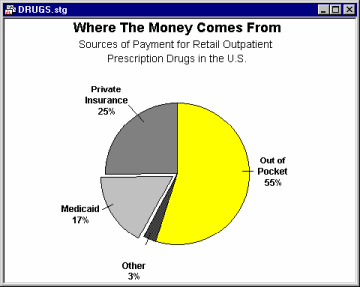 DRUGS.stg
Where The Money Comes From
Sources of Payment for Retail Outpatient
Prescription Drugs in the U.S.
Private
Insurance
25%
Out of
Pocket
55%
Medicaid
17%
Other
3%